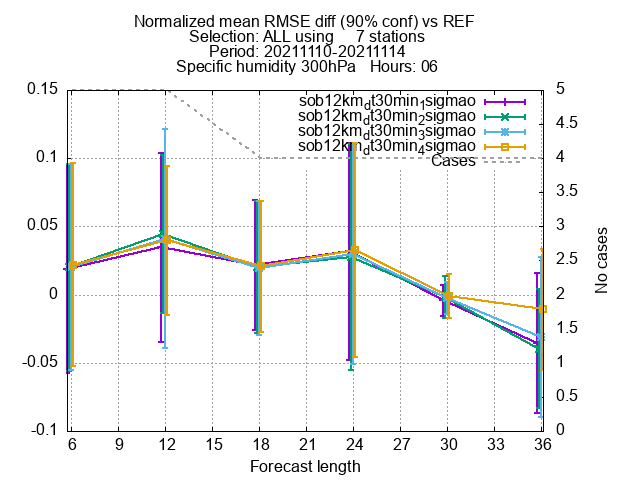 Normalized mean RMSE diff (90% conf) vs REF
Selection: ALL using 7 stations
Period: 20211110-20211114
Specific humidity 300hPa Hours: 06
sob12km_dt30min_1sigmao
sob12km_dt30min_2sigmao
sob12km_dt30min_3sigmao
sob12km_dt30min_4sigmao
Cases
0.15
0.1
0.05
0
-0.05
-0.1
5
4.5
4
3.5
3
2.5
2
1.5
1
0.5
0
No cases
6 9 12 15 18 21 24 27 30 33 36
Forecast length